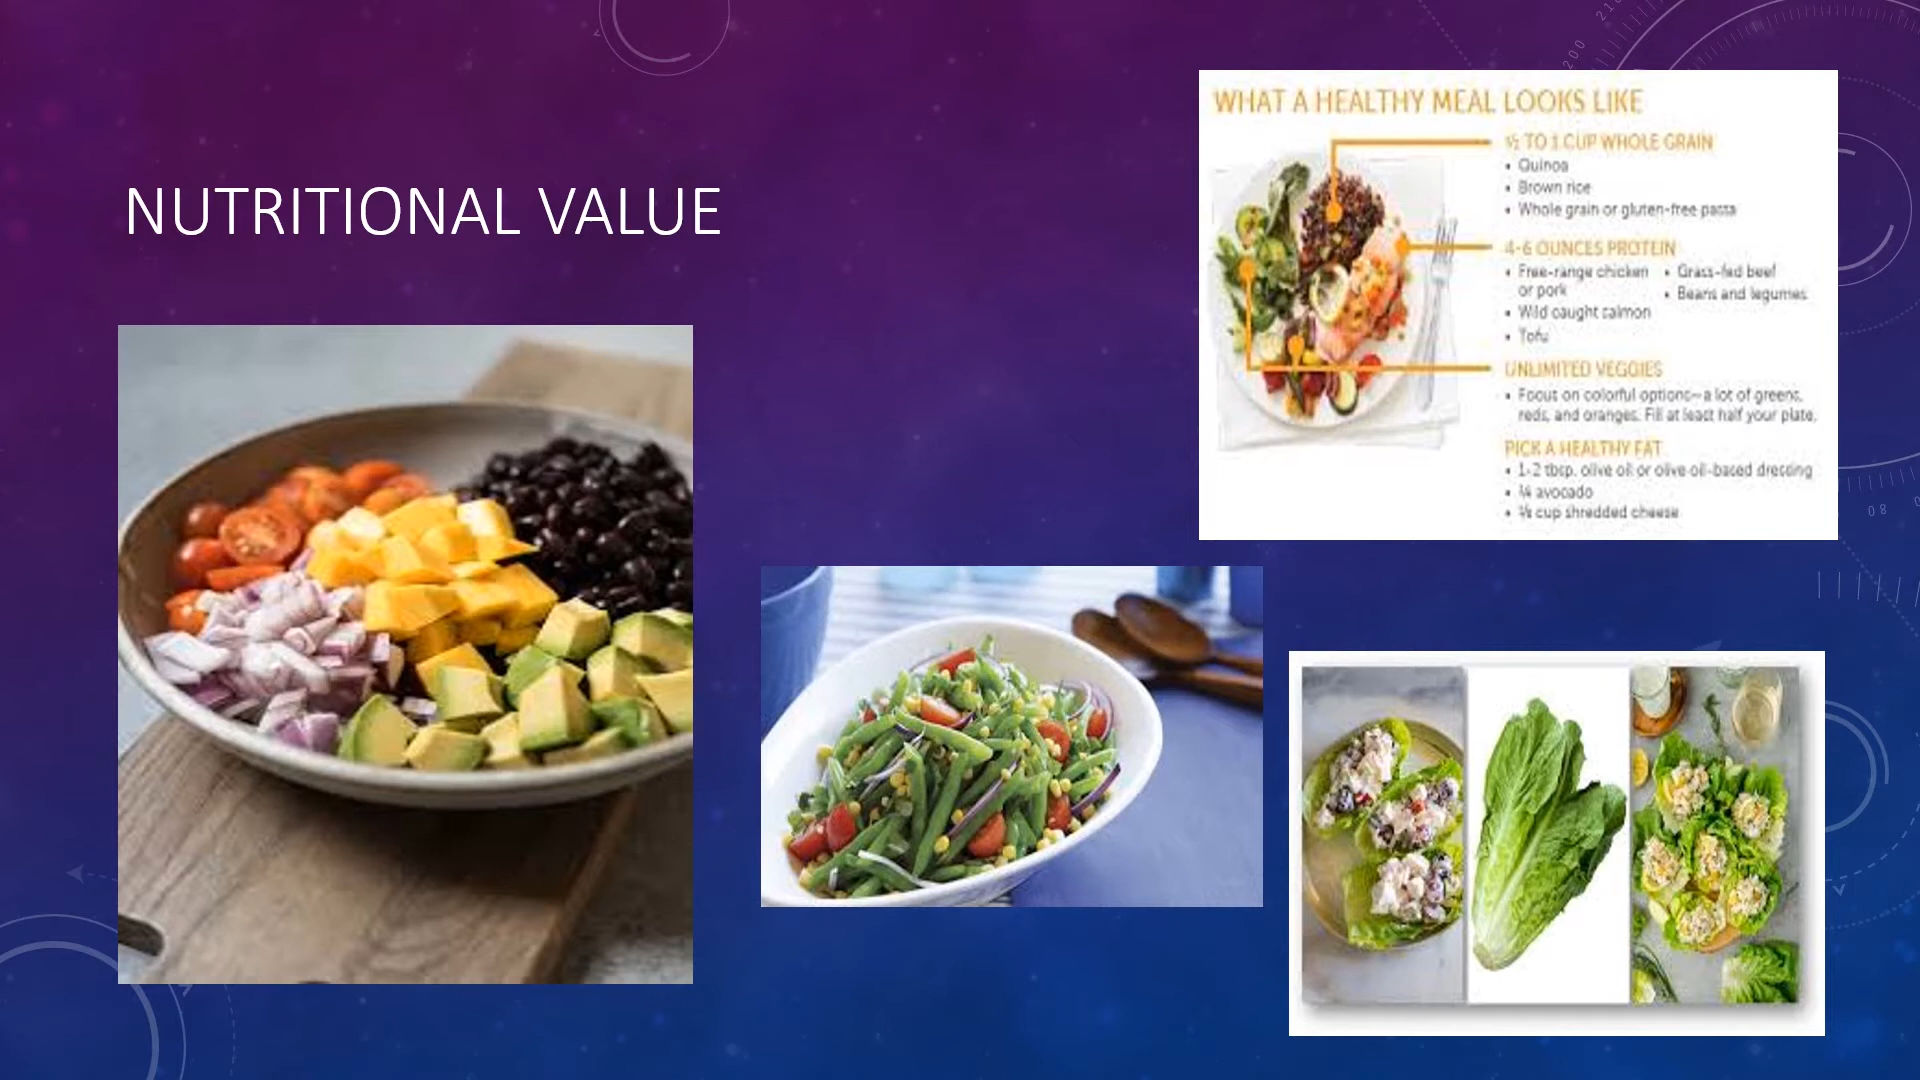 NUTRITIONAL VALUE
WHAT A HEALTHY MEAL LOOKS LIKE
½ TO 1 CUP WHOLE GRAIN
• Quinoa
• Brown rice
• Whole grain or gluten-free pasta
4-6 OUNCES PROTEIN
• Free-range chicken
or pork
• Wild caught salmon
• Tofu
• Grass-fed beef
• Beans and legumes
UNLIMITED VEGGIES
• Focus on colorful options—a lot of greens,
reds, and oranges. Fill at least half your plate.
PICK A HEALTHY FAT
• 1-2 tbsp. olive oil or olive-oil-based dressing
• ¼ avocado
• cup shredded cheese
200
80